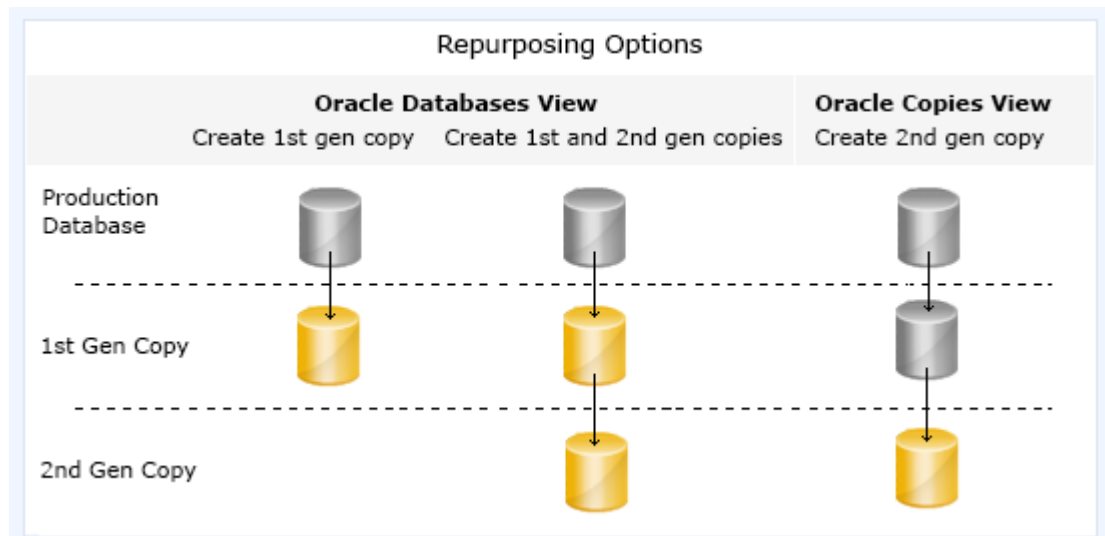 Repurposing Options
Oracle Databases View
Oracle Copies View
Create 1st gen copy
Create 1st and 2nd gen copies
Create 2nd gen copy
Production
Database
1st Gen Copy
2nd Gen Copy